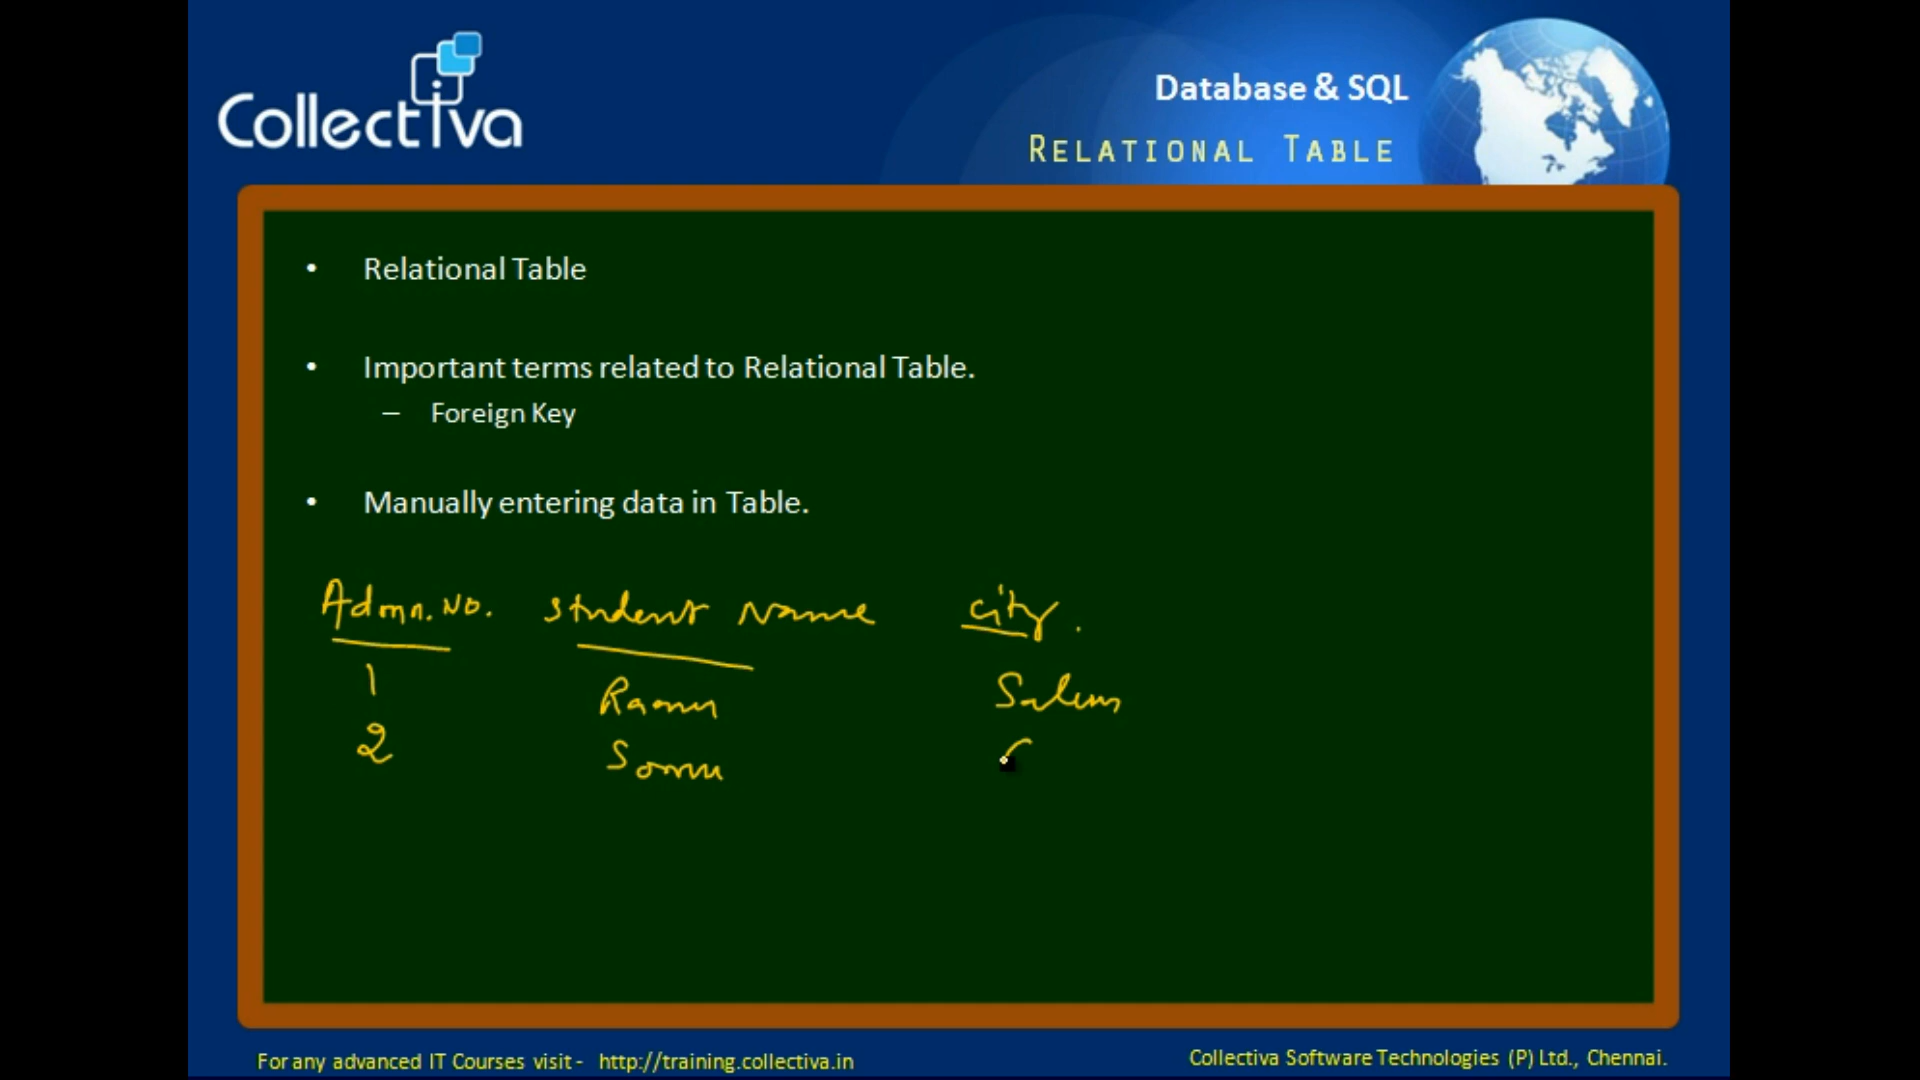 Collectiva
Database & SQL
RELATIONAL TABLE
• Relational Table
• Important terms related to Relational Table.
– Foreign Key
• Manually entering data in Table.
Admn. No. Student Name City.
1 Ramu Salem
2 Somu
For any advanced IT Courses visit - http://training.collectiva.in
Collectiva Software Technologies (P) Ltd., Chennai.